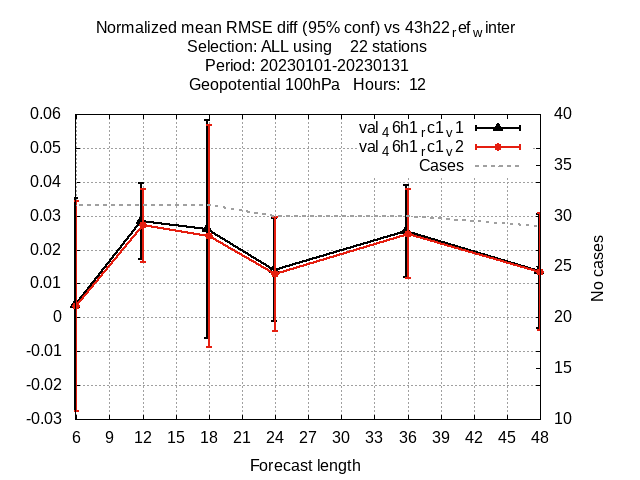 Normalized mean RMSE diff (95% conf) vs 43h22refwinter
Selection: ALL using 22 stations
Period: 20230101-20230131
Geopotential 100hPa Hours: 12
val46h1rc1v1
val46h1rc1v2
Cases
0.06
0.05
0.04
0.03
0.02
0.01
0
-0.01
-0.02
-0.03
40
35
30
25
20
15
10
No cases
6 9 12 15 18 21 24 27 30 33 36 39 42 45 48
Forecast length